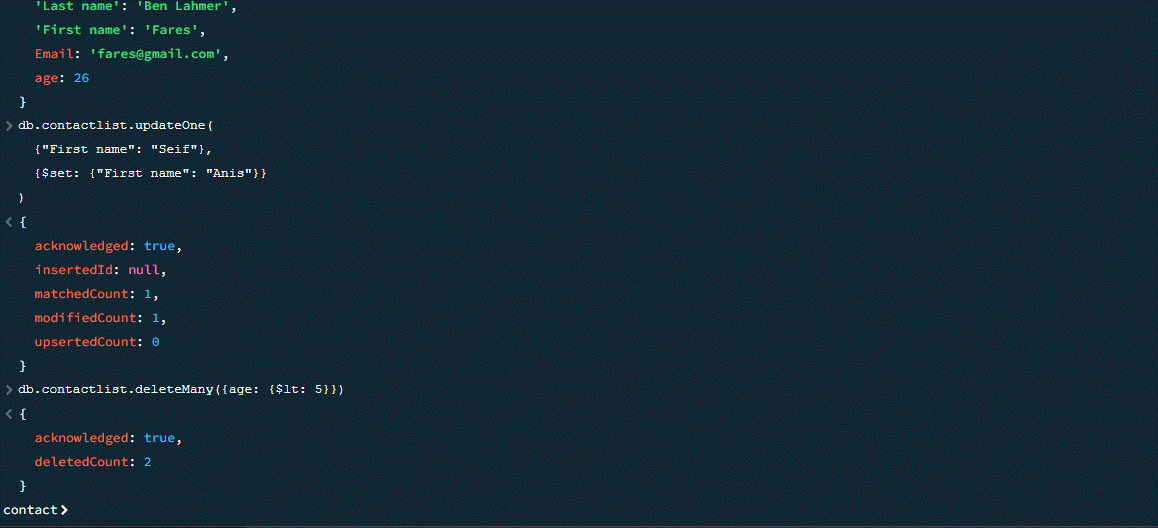 'Last name': 'Ben Lahmer',
'First name': 'Fares',
Email: 'fares@gmail.com',
age: 26
}
> db.contactlist.updateOne(
{"First name": "Seif"},
{$set: {"First name": "Anis"}}
)
< {
acknowledged: true,
insertedId: null,
matchedCount: 1,
modifiedCount: 1,
upsertedCount: 0
}
> db.contactlist.deleteMany({age: {$lt: 5}})
< {
acknowledged: true,
deletedCount: 2
}
contact>